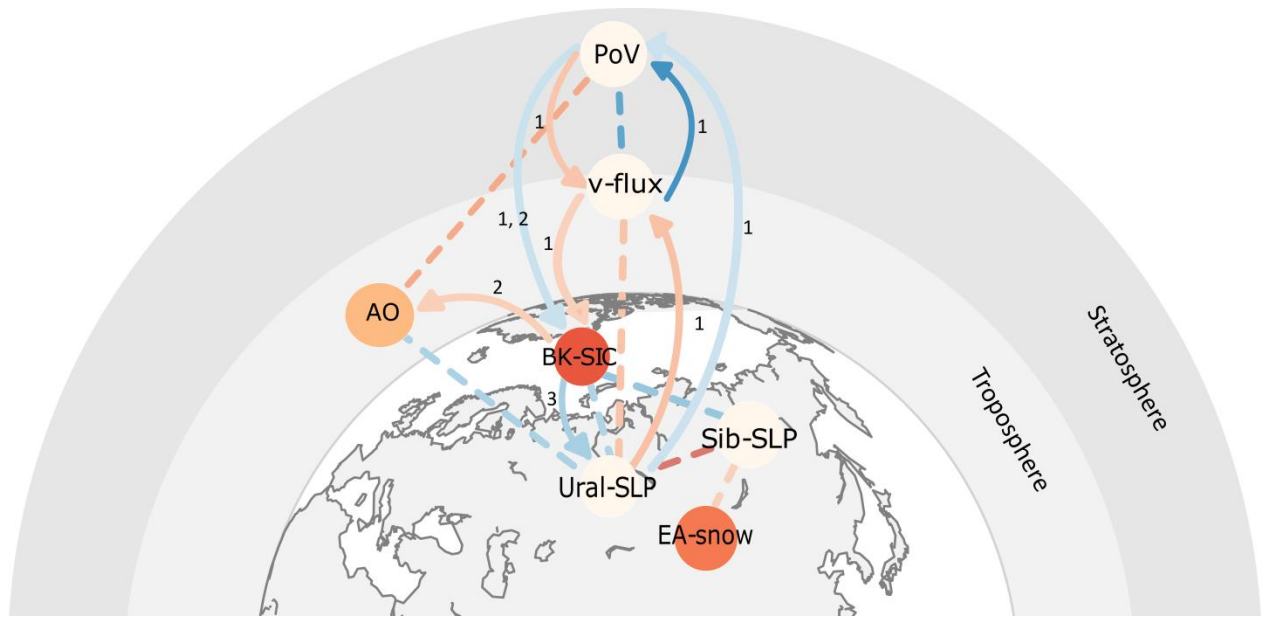 PoV
1
1
v-flux
1, 2
1
1
2
AO
1
BK-SIC
3
Sib-SLP
Ural-SLP
EA-snow
Troposphere
Stratosphere